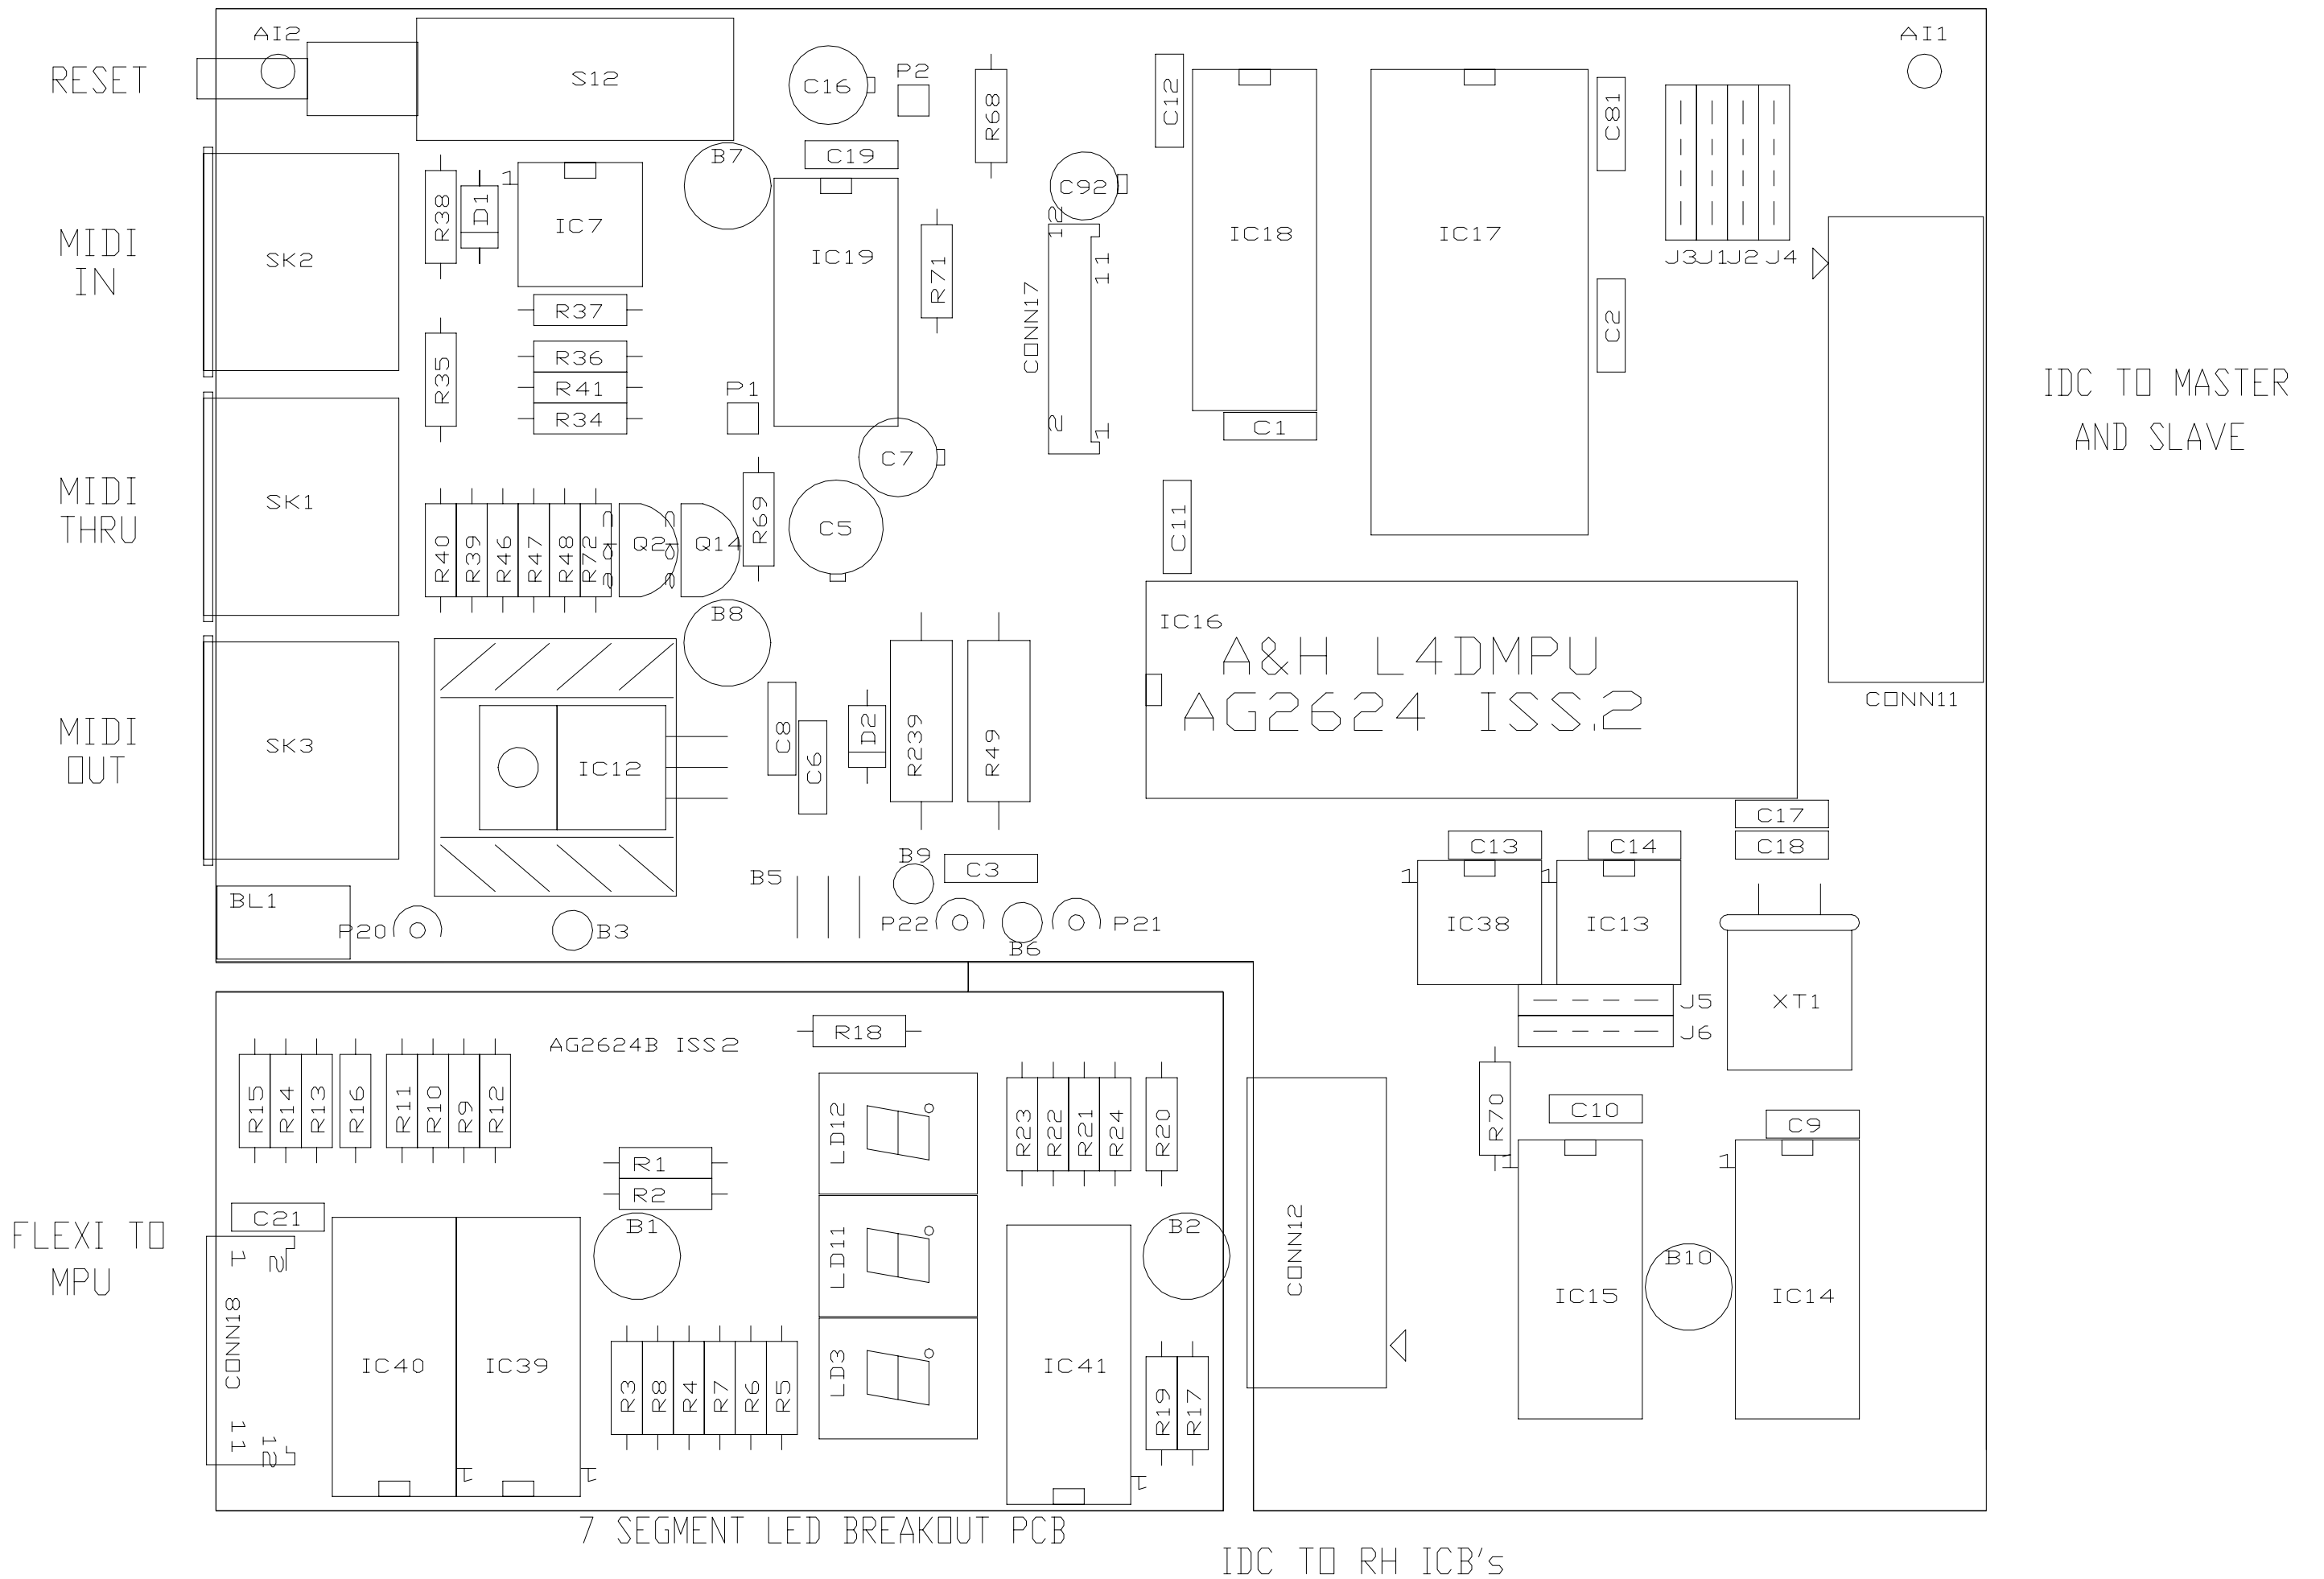 AI2
AI1
RESET
S12
C16
P2
R68
C12
C81
B7
C19
C92
1
R38
D1
IC7
IC19
R71
12
11
IC18
IC17
J3
J1
J2
J4
MIDI
IN
SK2
R37
CONN17
C2
R36
R35
R41
R34
P1
2
1
C1
C7
IDC TO MASTER
AND SLAVE
MIDI
THRU
SK1
R40
R39
R46
R47
R48
R72
Q2
Q14
R69
C5
C11
B8
IC16
A&H L4DMPU
AG2624 ISS.2
CONN11
MIDI
OUT
SK3
IC12
C8
C6
D2
R239
R49
C17
C18
C13
C14
B9
C3
B5
1
1
BL1
P20
B3
P22
B6
P21
IC38
IC13
J5
J6
XT1
AG2624B ISS2
R18
R15
R14
R13
R16
R11
R10
R9
R12
LD12
R23
R22
R21
R24
R20
R70
C10
C9
R1
R2
1
1
C21
B1
LD11
B2
CONN12
B10
FLEXI TO
MPU
1
2
CONN18
11
12
IC40
IC39
R3
R8
R4
R7
R6
R5
LD3
IC41
R19
R17
IC15
IC14
1
1
1
7 SEGMENT LED BREAKOUT PCB
IDC TO RH ICB's